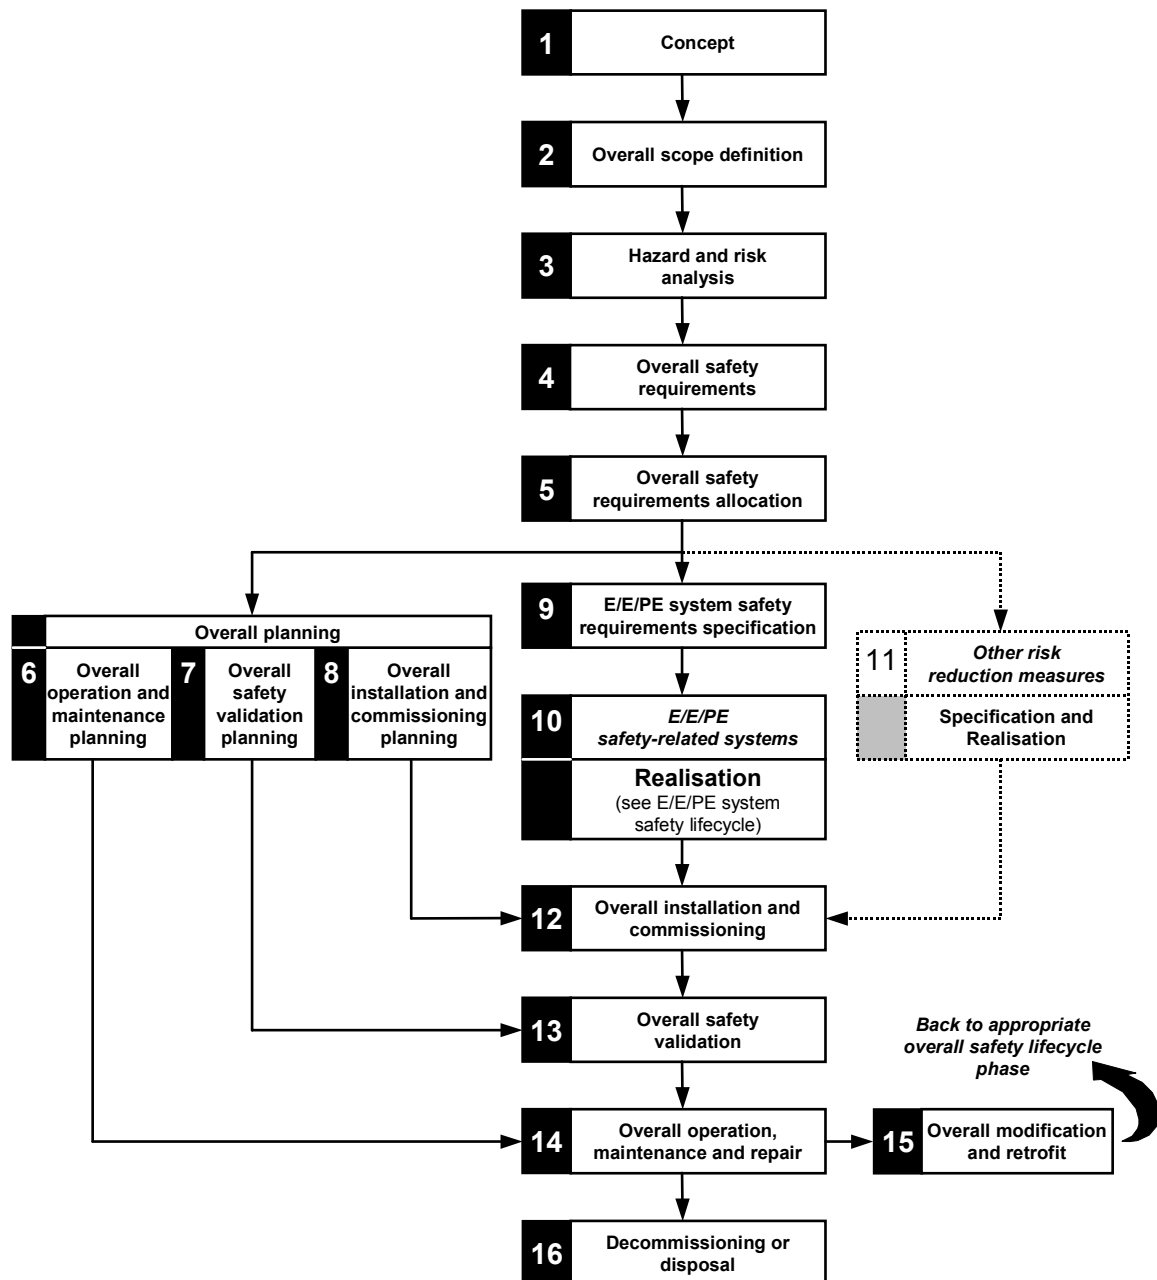 1
Concept
2
Overall scope definition
3
Hazard and risk
analysis
4
Overall safety
requirements
5
Overall safety
requirements allocation
Overall planning
6
Overall
operation and
maintenance
planning
7
Overall
safety
validation
planning
8
Overall
installation and
commissioning
planning
9
E/E/PE system safety
requirements specification
10
E/E/PE
safety-related systems
Realisation
(see E/E/PE system
safety lifecycle)
11
Other risk
reduction measures
Specification and
Realisation
12
Overall installation and
commissioning
13
Overall safety
validation
Back to appropriate
overall safety lifecycle
phase
14
Overall operation,
maintenance and repair
15
Overall modification
and retrofit
16
Decommissioning or
disposal